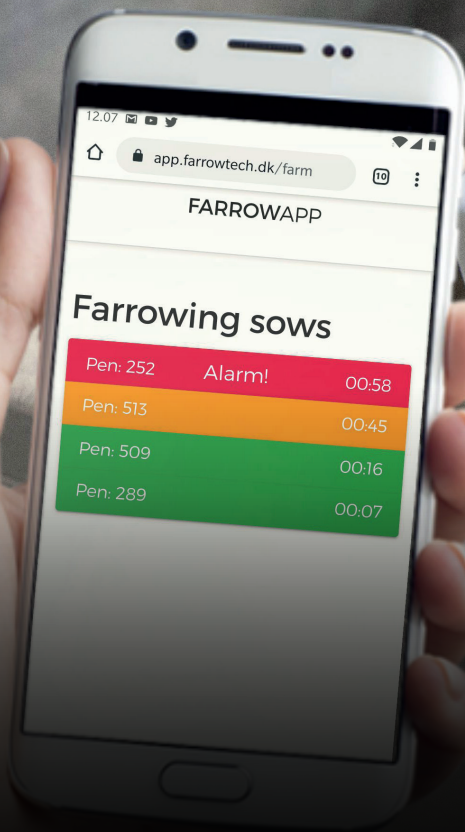 12.07
10
app.farrowtech.dk/farm
FARROWAPP
Farrowing sows
Pen: 252 Alarm! 00:58
Pen: 513 00:45
Pen: 509 00:16
Pen: 289 00:07